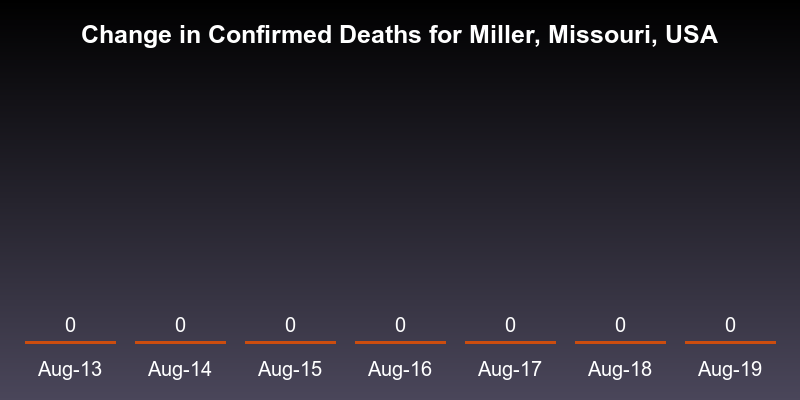 Change in Confirmed Deaths for Miller, Missouri, USA
0 0 0 0 0 0 0
Aug-13 Aug-14 Aug-15 Aug-16 Aug-17 Aug-18 Aug-19